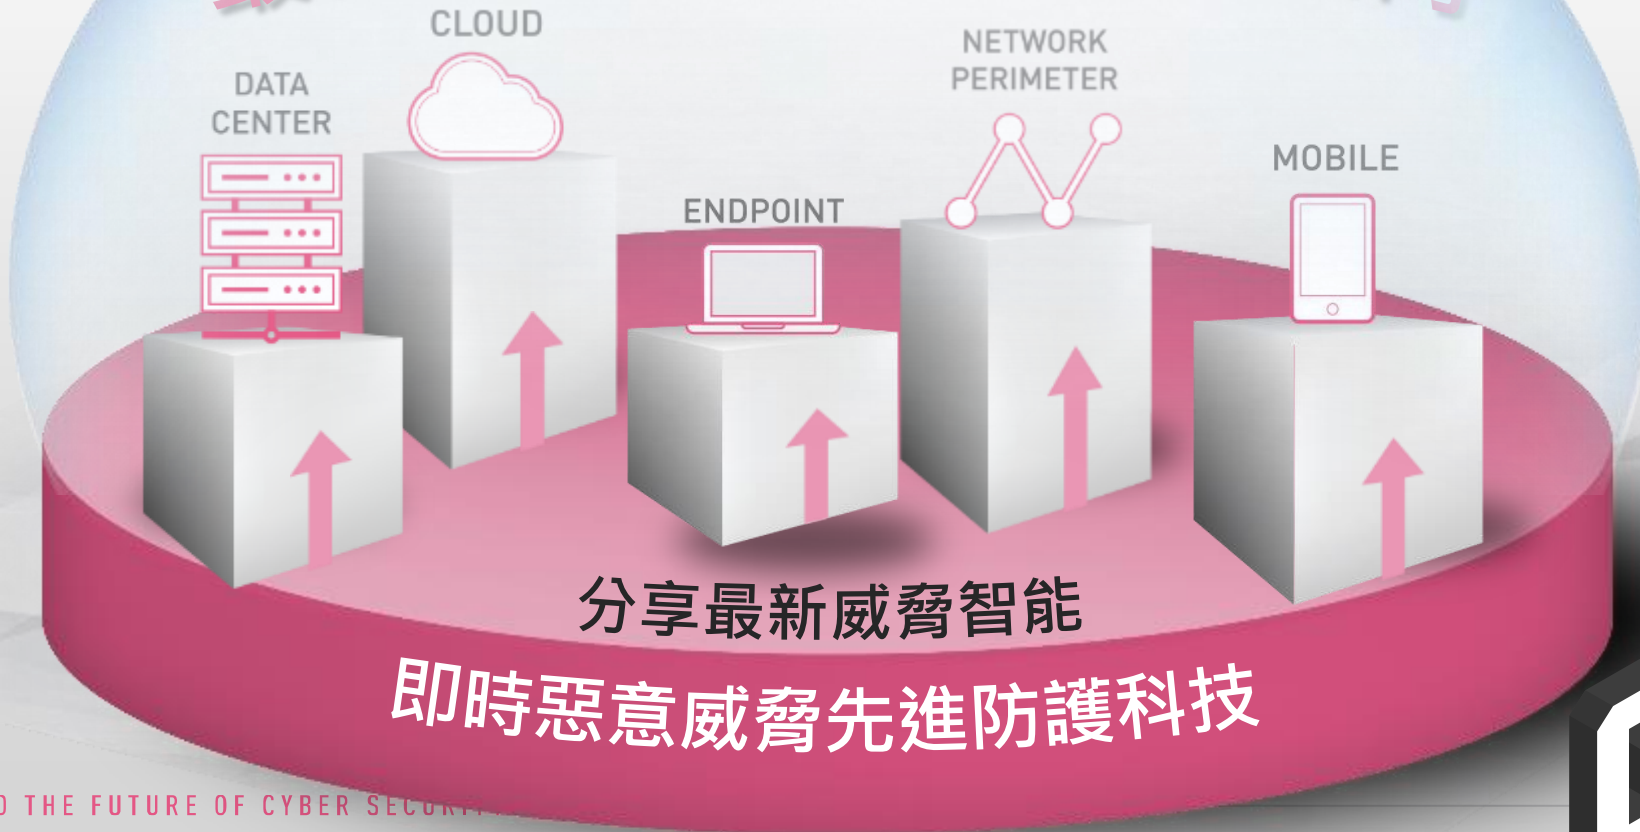 CLOUD
DATA
CENTER
NETWORK
PERIMETER
MOBILE
ENDPOINT
分享最新威脅智能
即時惡意威脅先進防護科技
THE FUTURE OF CYBER